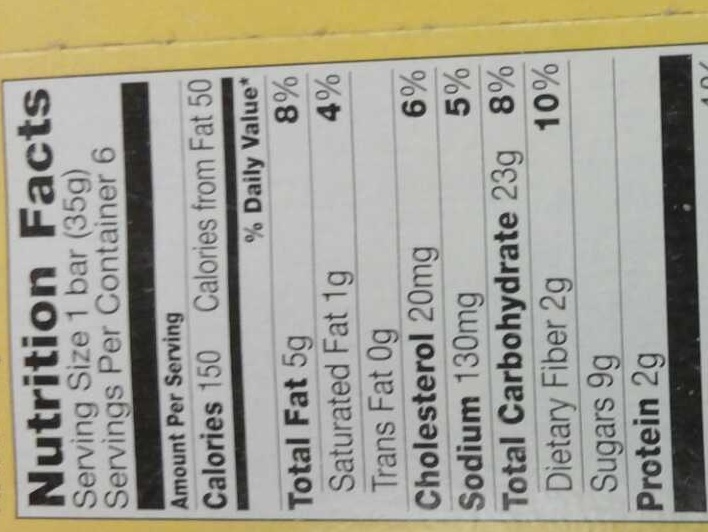 Nutrition Facts
Serving Size 1 bar (35g)
Servings Per Container 6
Amount Per Serving
Calories 150 Calories from Fat 50
% Daily Value*
Total Fat 5g 8%
Saturated Fat 1g 4%
Trans Fat 0g
Cholesterol 20mg 6%
Sodium 130mg 5%
Total Carbohydrate 23g 8%
Dietary Fiber 2g 10%
Sugars 9g
Protein 2g